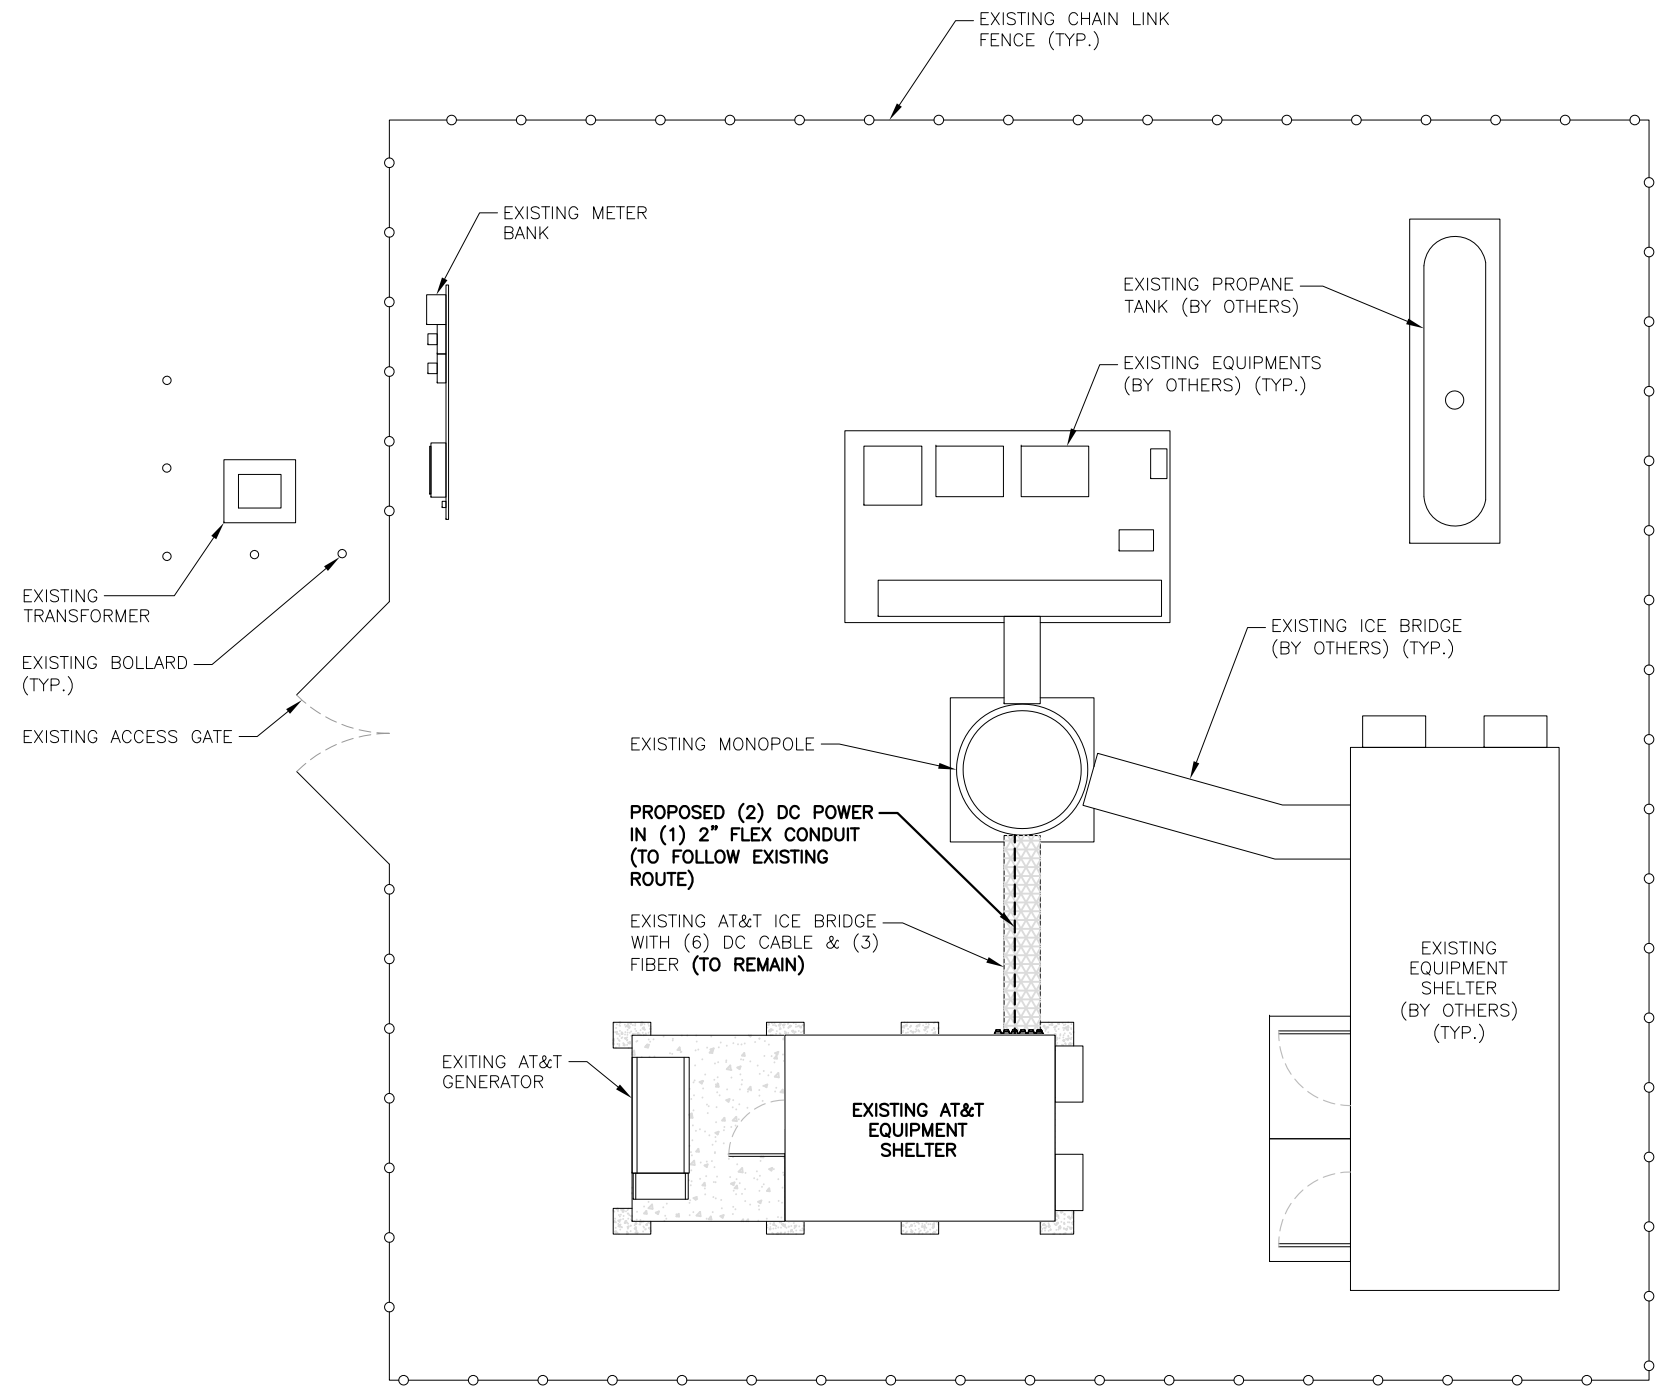 EXISTING CHAIN LINK
FENCE (TYP.)
EXISTING METER
BANK
EXISTING PROPANE
TANK (BY OTHERS)
EXISTING EQUIPMENTS
(BY OTHERS) (TYP.)
EXISTING
TRANSFORMER
EXISTING BOLLARD
(TYP.)
EXISTING ACCESS GATE
EXISTING ICE BRIDGE
(BY OTHERS) (TYP.)
EXISTING MONOPOLE
PROPOSED (2) DC POWER
IN (1) 2" FLEX CONDUIT
(TO FOLLOW EXISTING
ROUTE)
EXISTING AT&T ICE BRIDGE
WITH (6) DC CABLE & (3)
FIBER (TO REMAIN)
EXISTING
EQUIPMENT
SHELTER
(BY OTHERS)
(TYP.)
EXITING AT&T
GENERATOR
EXISTING AT&T
EQUIPMENT
SHELTER